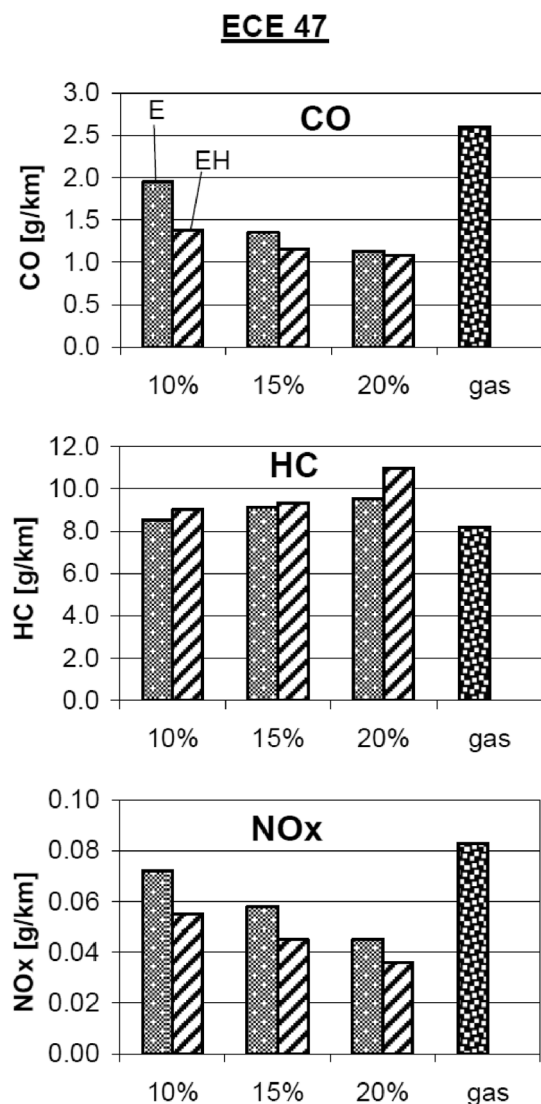 ECE 47
CO
E
EH
CO [g/km]
3.0
2.5
2.0
1.5
1.0
0.5
0.0
10% 15% 20% gas
HC
HC [g/km]
12.0
10.0
8.0
6.0
4.0
2.0
0.0
10% 15% 20% gas
NOx
NOx [g/km]
0.10
0.08
0.06
0.04
0.02
0.00
10% 15% 20% gas